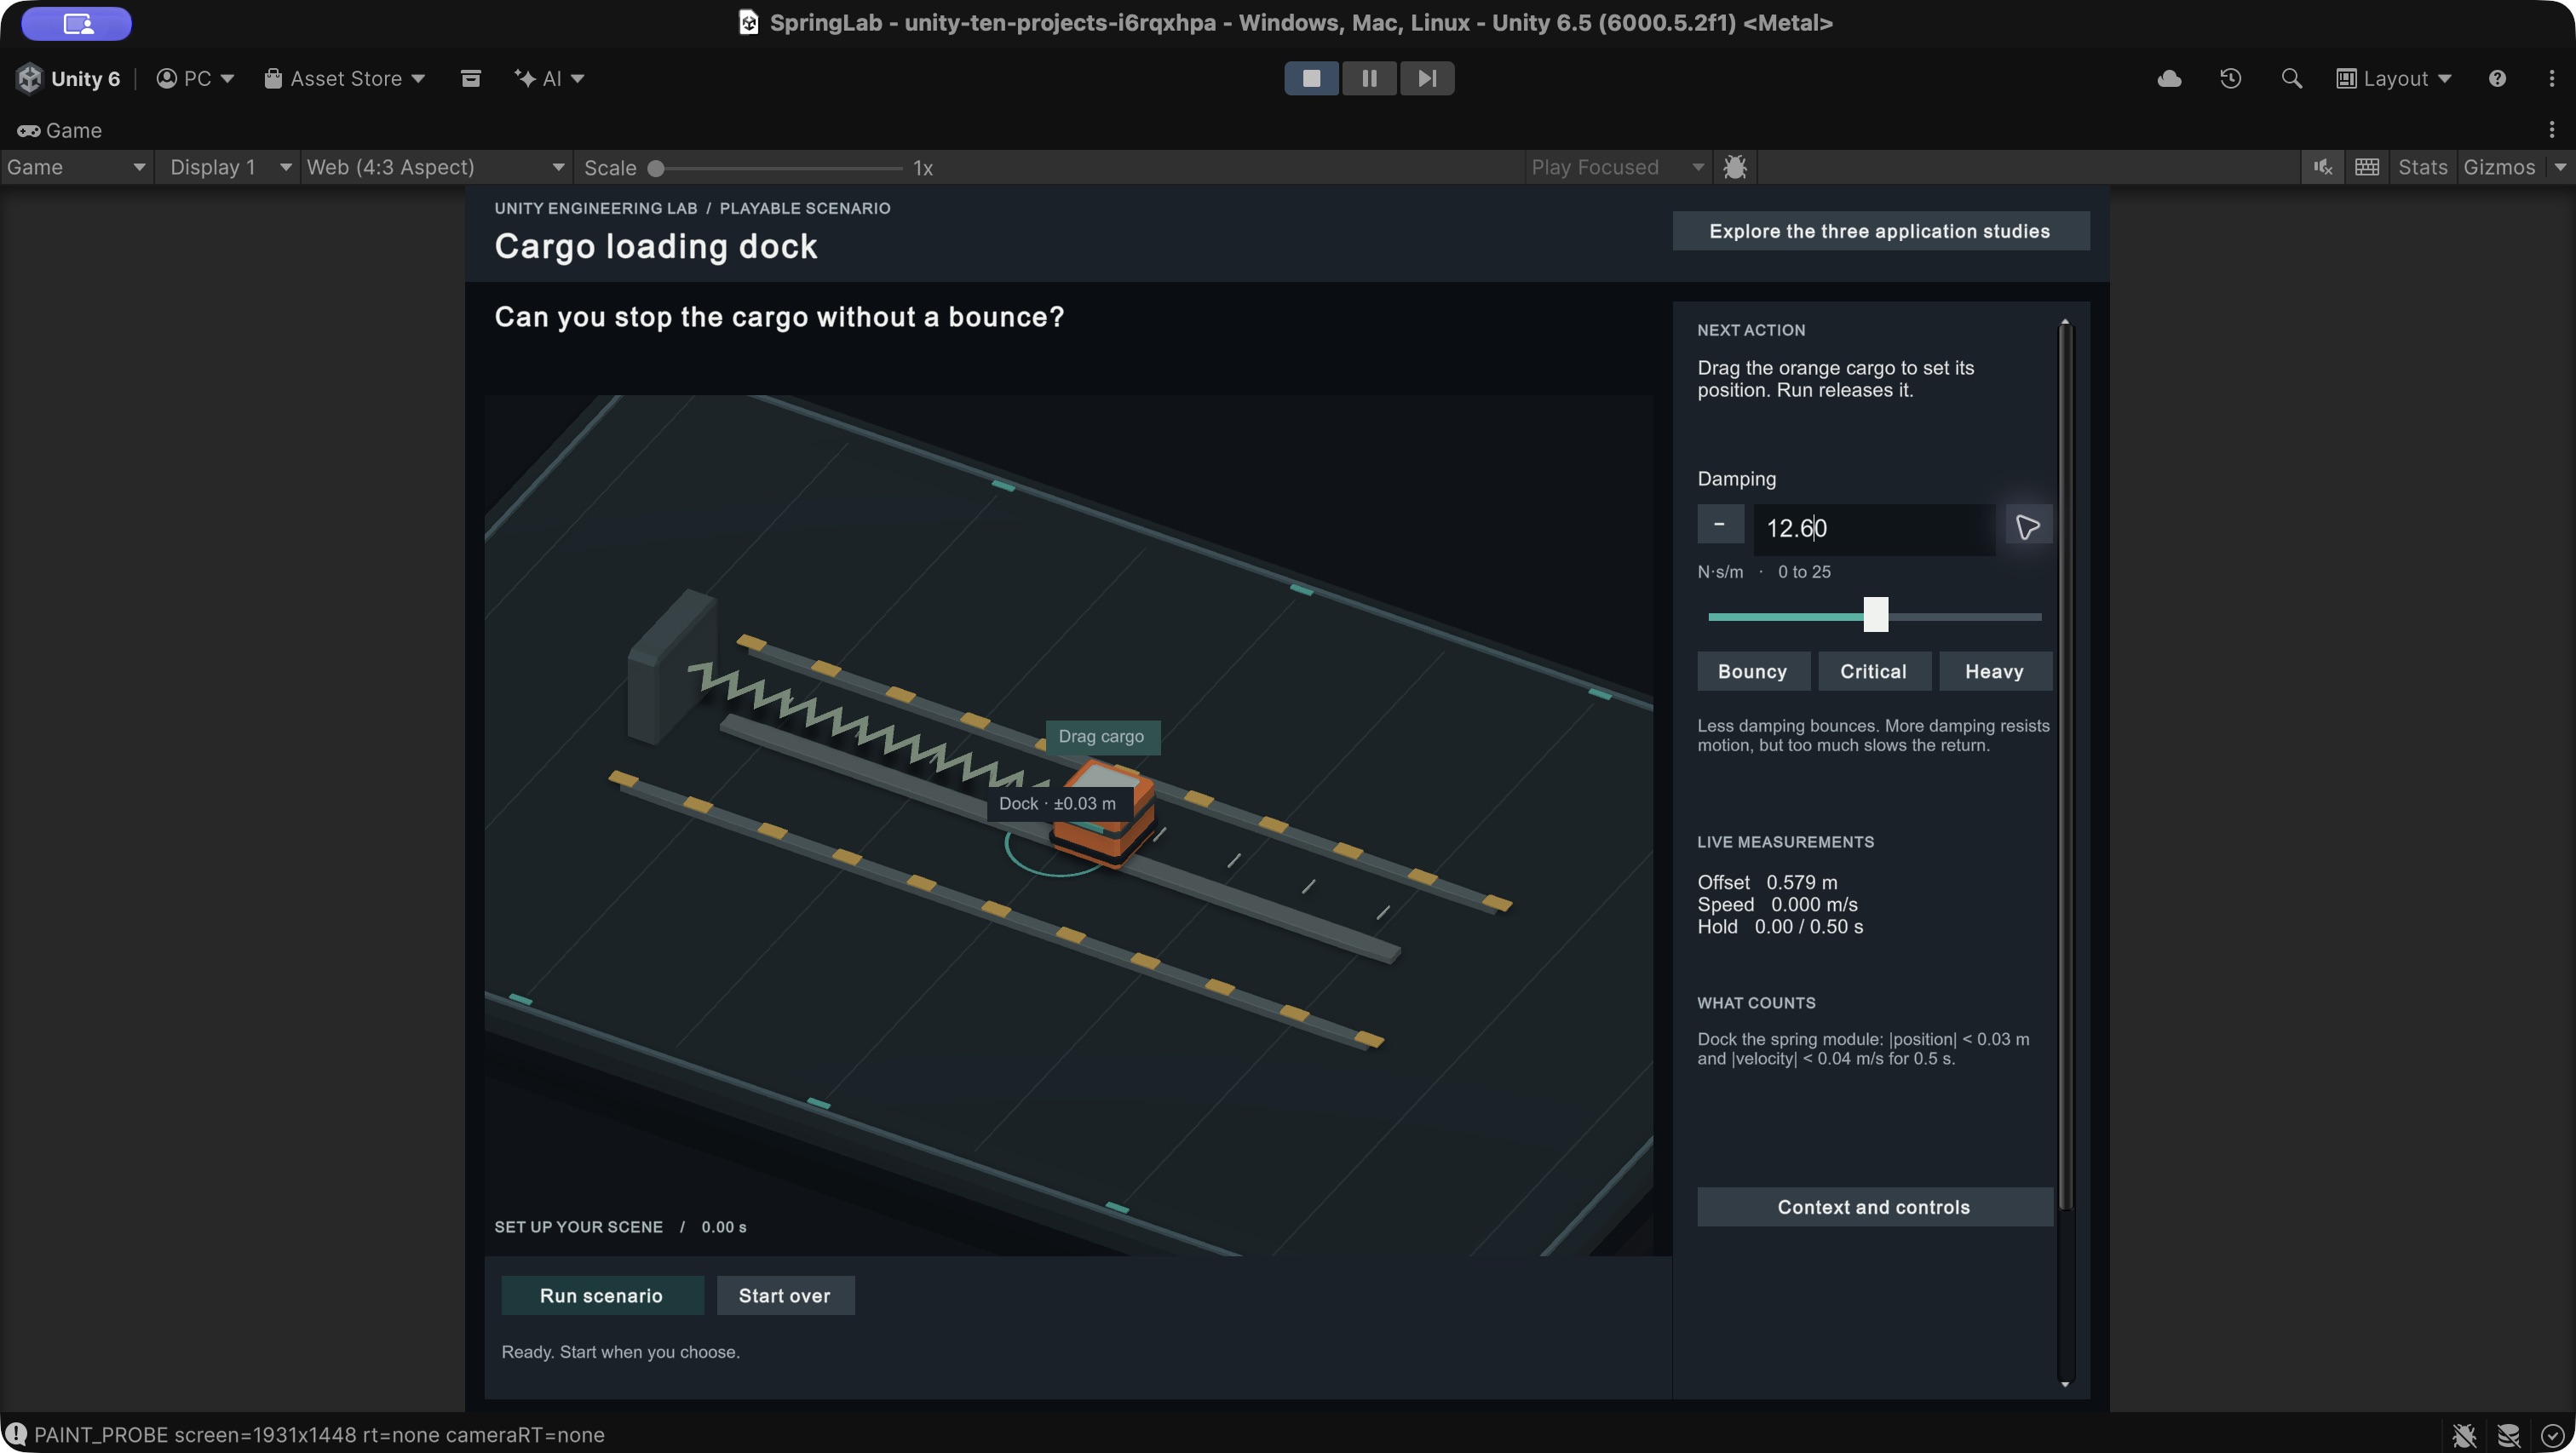 SpringLab - unity-ten-projects-i6rqxhpa - Windows, Mac, Linux - Unity 6.5 (6000.5.2f1) <Metal>
Unity 6 PC Asset Store AI Layout
Game
Game Display 1 Web (4:3 Aspect) Scale 1x Play Focused Stats Gizmos
UNITY ENGINEERING LAB / PLAYABLE SCENARIO
Cargo loading dock
Explore the three application studies
Can you stop the cargo without a bounce?
Drag cargo
Dock · ±0.03 m
SET UP YOUR SCENE / 0.00 s
Run scenario Start over
Ready. Start when you choose.
NEXT ACTION
Drag the orange cargo to set its
position. Run releases it.
Damping
- 12.60
N·s/m · 0 to 25
Bouncy Critical Heavy
Less damping bounces. More damping resists
motion, but too much slows the return.
LIVE MEASUREMENTS
Offset 0.579 m
Speed 0.000 m/s
Hold 0.00 / 0.50 s
WHAT COUNTS
Dock the spring module: |position| < 0.03 m
and |velocity| < 0.04 m/s for 0.5 s.
Context and controls
PAINT_PROBE screen=1931x1448 rt=none cameraRT=none